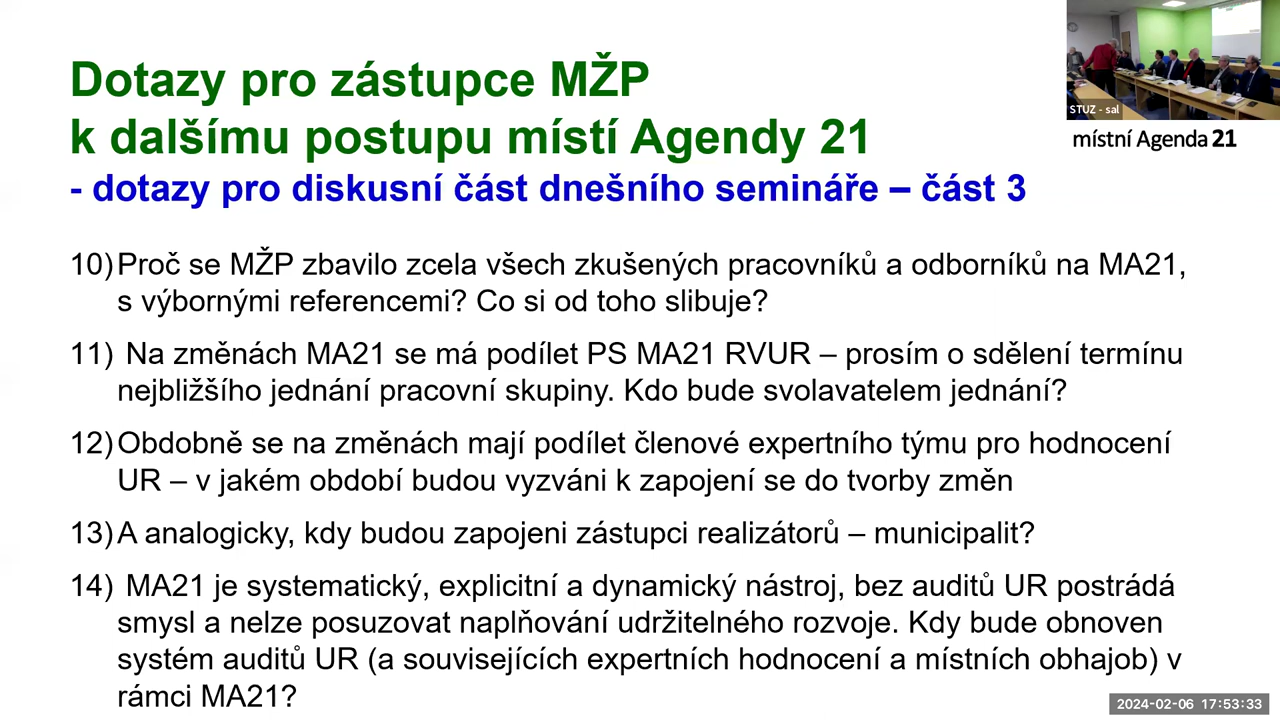 Dotazy pro zástupce MŽP
k dalšímu postupu místí Agendy 21
- dotazy pro diskusní část dnešního semináře – část 3
STUZ - sal
místní Agenda 21
10) Proč se MŽP zbavilo zcela všech zkušených pracovníků a odborníků na MA21,
s výbornými referencemi? Co si od toho slibuje?
11) Na změnách MA21 se má podílet PS MA21 RVUR – prosím o sdělení termínu
nejbližšího jednání pracovní skupiny. Kdo bude svolavatelem jednání?
12) Obdobně se na změnách mají podílet členové expertního týmu pro hodnocení
UR – v jakém období budou vyzváni k zapojení se do tvorby změn
13) A analogicky, kdy budou zapojeni zástupci realizátorů – municipalit?
14) MA21 je systematický, explicitní a dynamický nástroj, bez auditů UR postrádá
smysl a nelze posuzovat naplňování udržitelného rozvoje. Kdy bude obnoven
systém auditů UR (a souvisejících expertních hodnocení a místních obhajob) v
rámci MA21?
2024-02-06 17:53:33